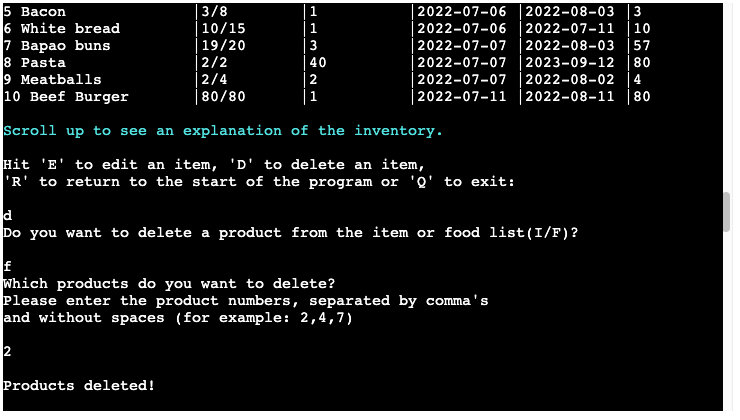 5 Bacon |3/8 |1 |2022-07-06 |2022-08-03 |3
6 White bread |10/15 |1 |2022-07-06 |2022-07-11 |10
7 Bapao buns |19/20 |3 |2022-07-07 |2022-08-03 |57
8 Pasta |2/2 |40 |2022-07-07 |2023-09-12 |80
9 Meatballs |2/4 |2 |2022-07-07 |2022-08-02 |4
10 Beef Burger |80/80 |1 |2022-07-11 |2022-08-11 |80
Scroll up to see an explanation of the inventory.
Hit 'E' to edit an item, 'D' to delete an item,
'R' to return to the start of the program or 'Q' to exit:
d
Do you want to delete a product from the item or food list(I/F)?
f
Which products do you want to delete?
Please enter the product numbers, separated by comma's
and without spaces (for example: 2,4,7)
2
Products deleted!